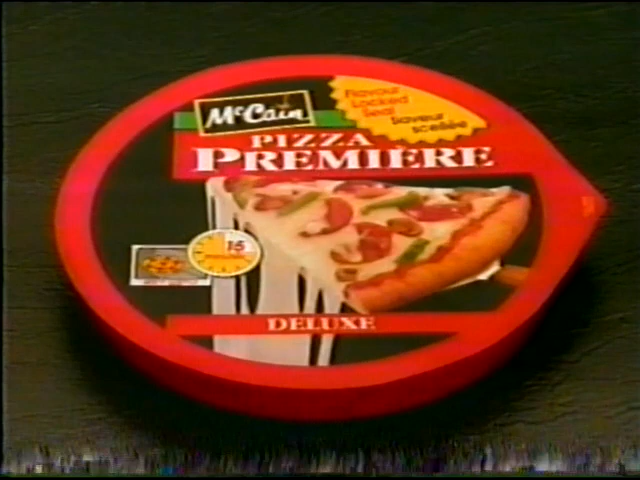 McCain
Flavour
Locked
Seal
Saveur
scellée
PIZZA
PREMIÈRE
15
DELUXE